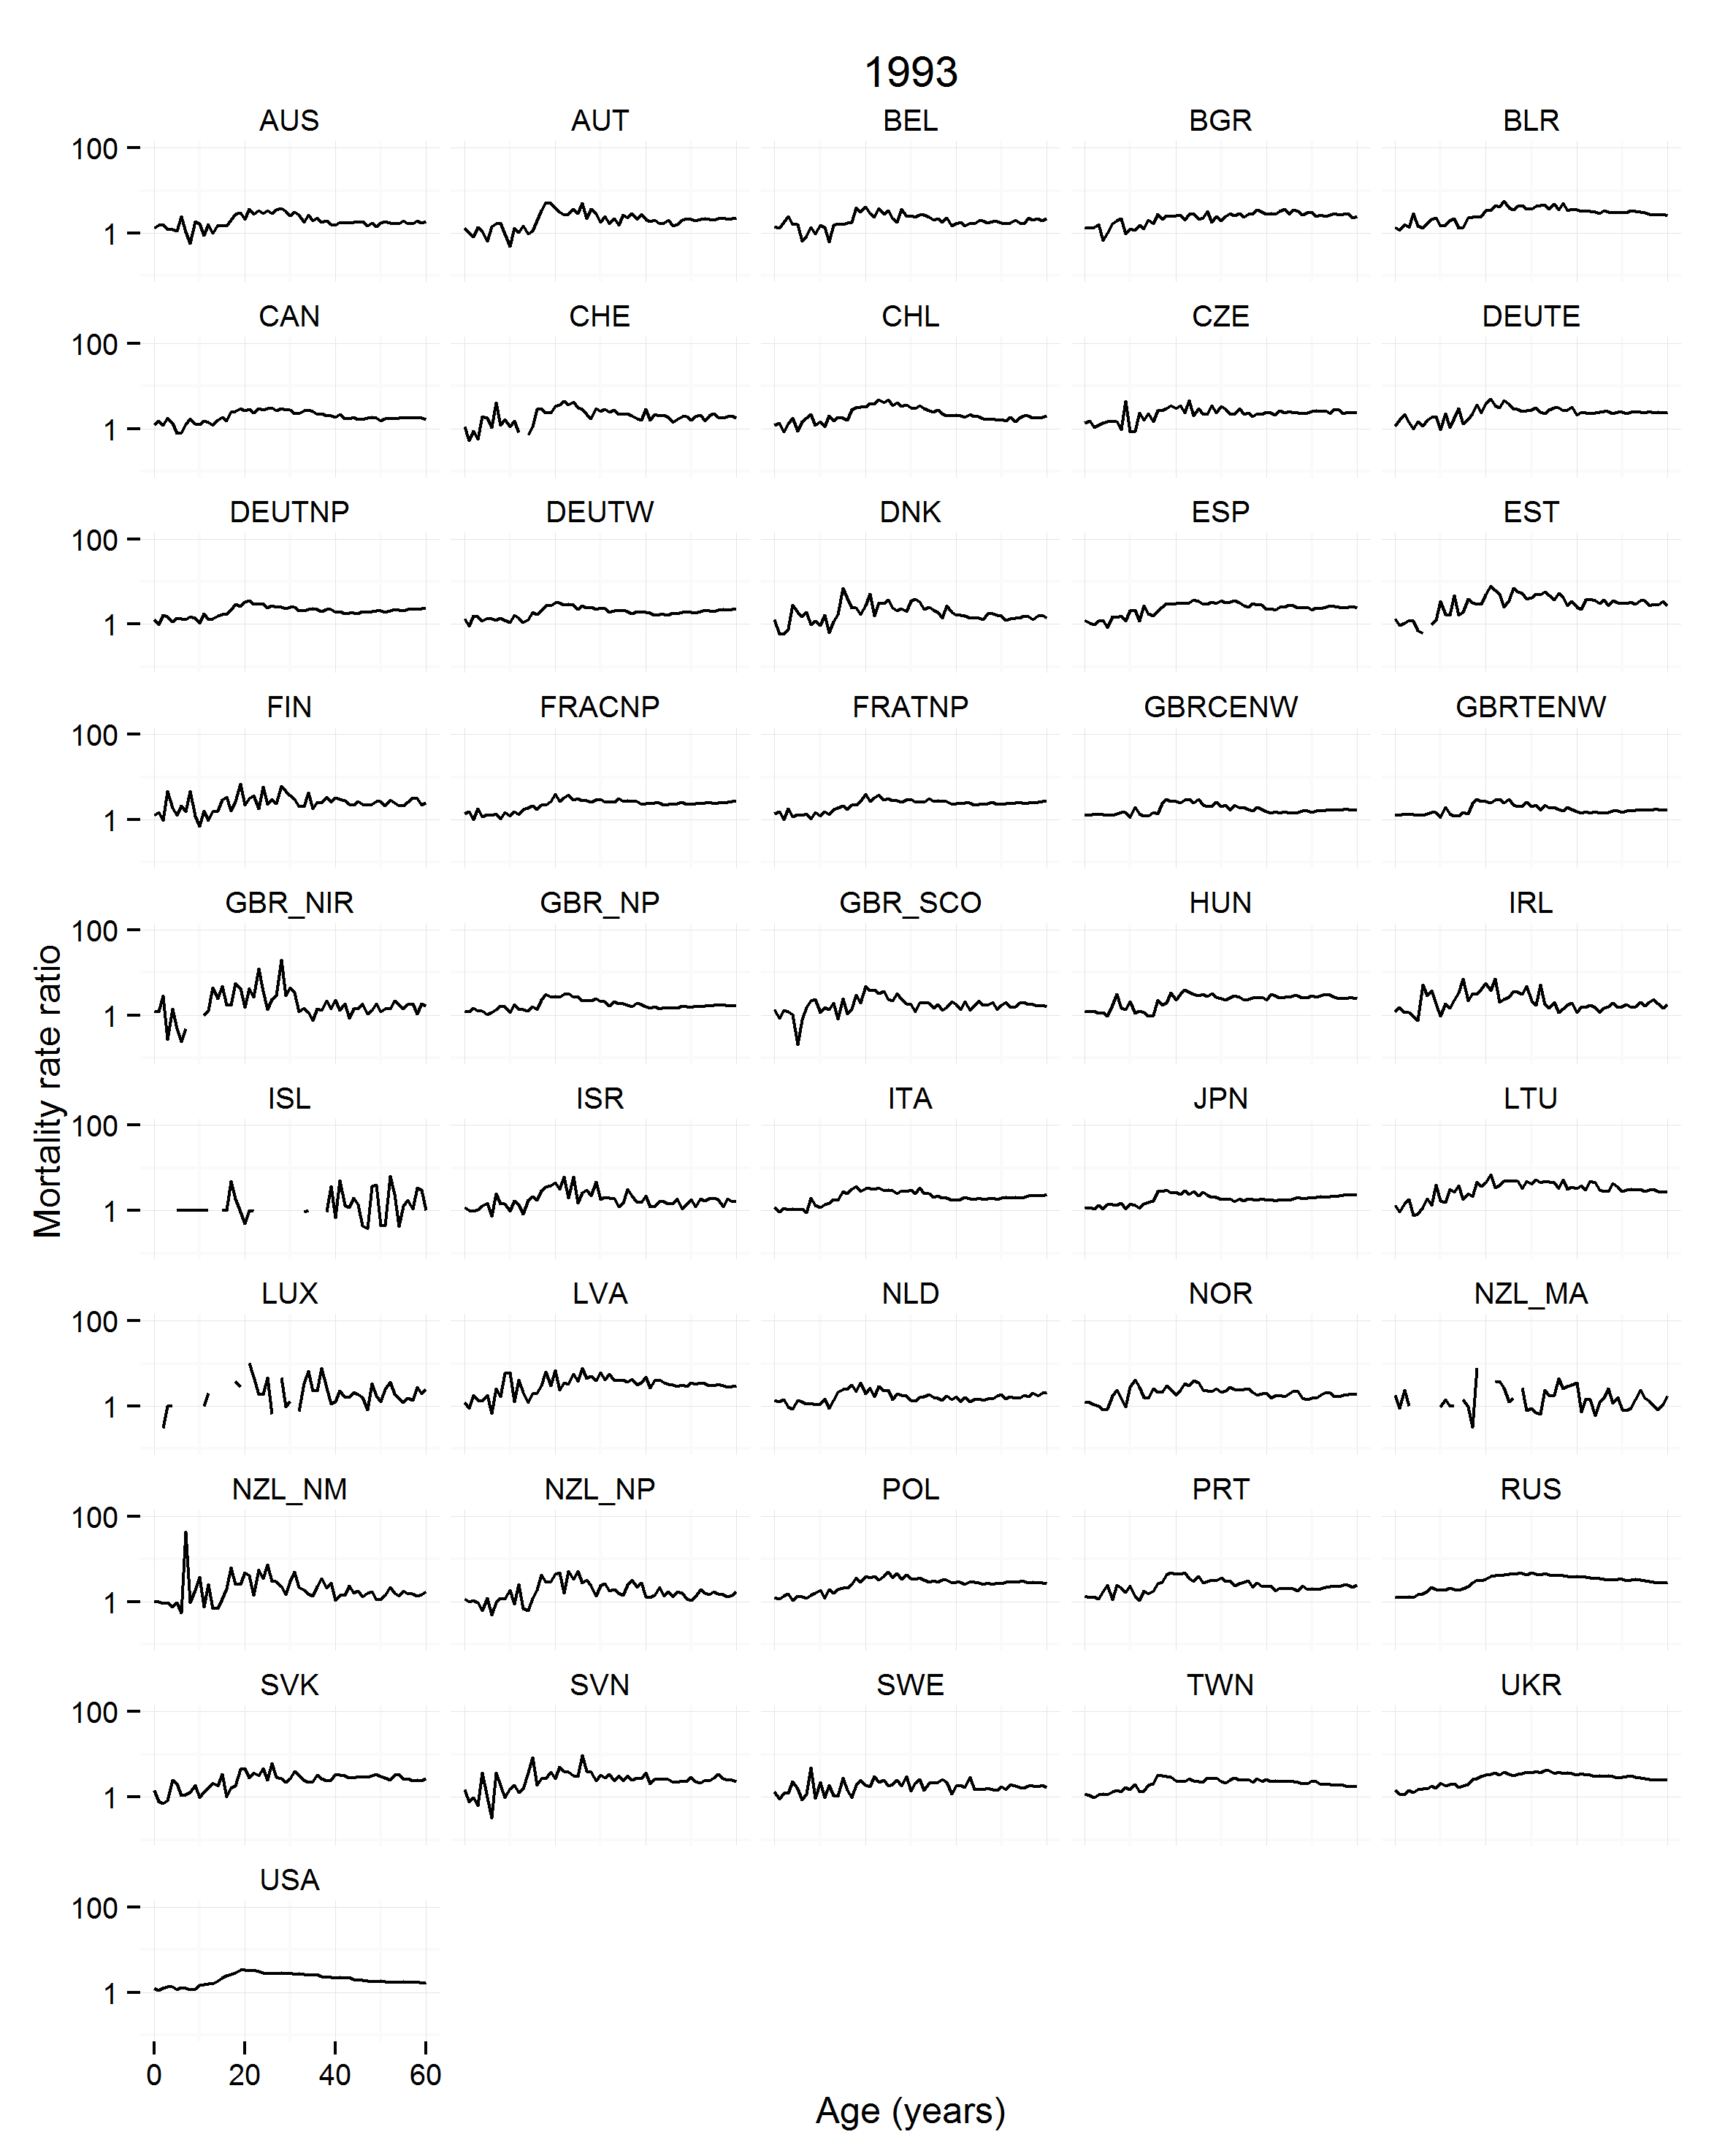 1993
AUS AUT BEL BGR BLR
100
1
CAN CHE CHL CZE DEUTE
100
1
DEUTNP DEUTW DNK ESP EST
100
1
FIN FRACNP FRATNP GBRCENW GBRTENW
100
1
GBR_NIR GBR_NP GBR_SCO HUN IRL
100
1
Mortality rate ratio
ISL ISR ITA JPN LTU
100
1
LUX LVA NLD NOR NZL_MA
100
1
NZL_NM NZL_NP POL PRT RUS
100
1
SVK SVN SWE TWN UKR
100
1
USA
100
1
0 20 40 60
Age (years)